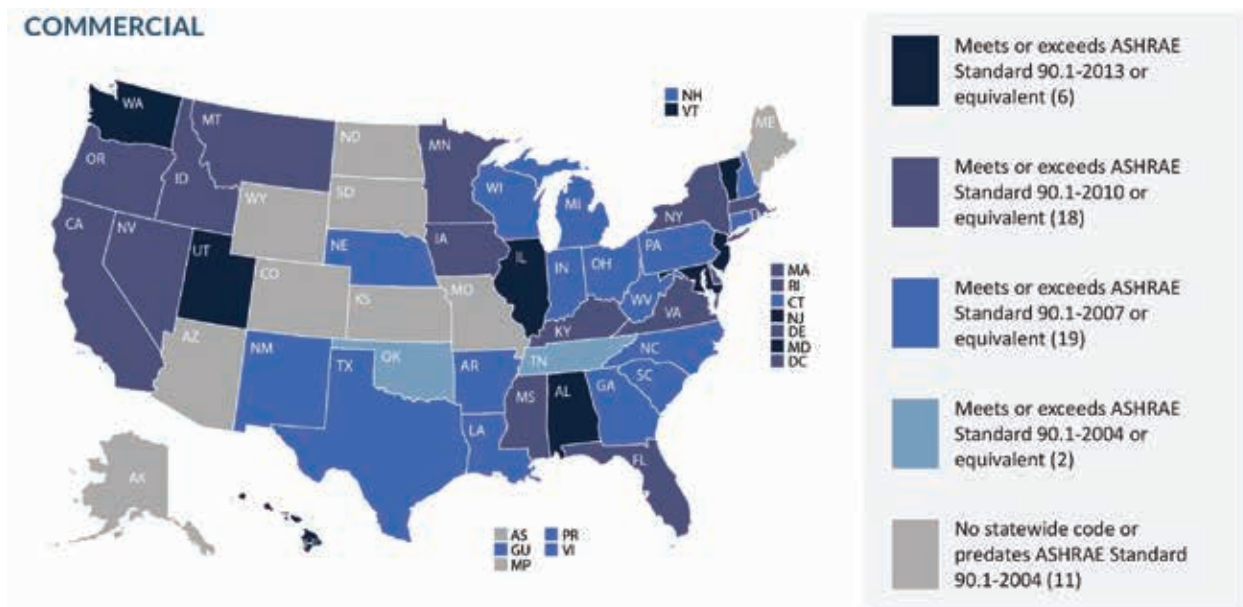 COMMERCIAL
WA
MT
ND
MN
OR
ID
WY
SD
WI
MI
NY
ME
NH
VT
CA
NV
UT
CO
NE
IA
IL
IN
OH
PA
KS
MO
KY
WV
VA
AZ
NM
TX
OK
AR
TN
NC
SC
MS
AL
GA
LA
FL
AK
MA
RI
CT
NJ
DE
MD
DC
AS
GU
MP
PR
VI
Meets or exceeds ASHRAE
Standard 90.1-2013 or
equivalent (6)
Meets or exceeds ASHRAE
Standard 90.1-2010 or
equivalent (18)
Meets or exceeds ASHRAE
Standard 90.1-2007 or
equivalent (19)
Meets or exceeds ASHRAE
Standard 90.1-2004 or
equivalent (2)
No statewide code or
predates ASHRAE Standard
90.1-2004 (11)